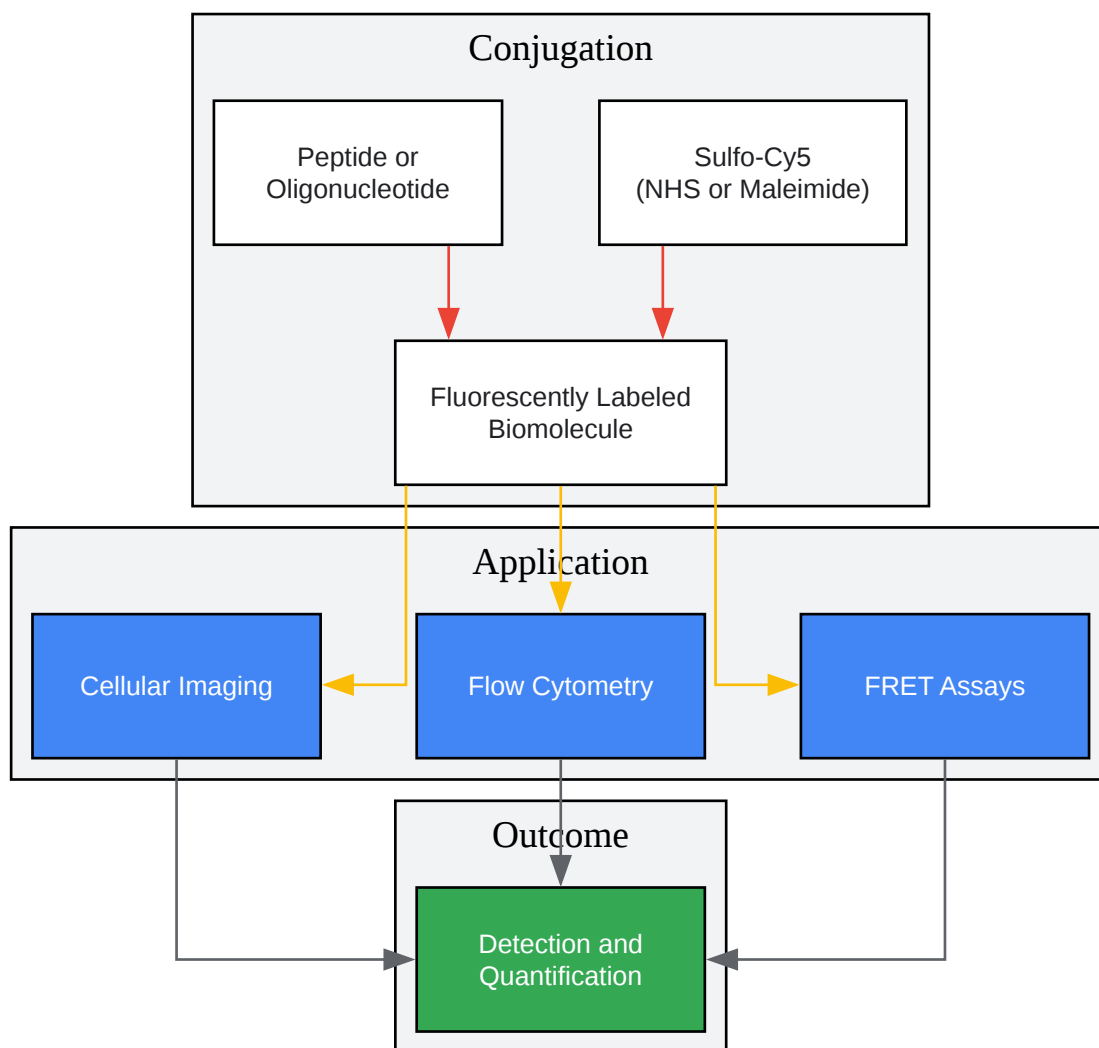 Conjugation
Peptide or
Oligonucleotide
Sulfo-Cy5
(NHS or Maleimide)
Fluorescently Labeled
Biomolecule
Application
Cellular Imaging
Flow Cytometry
FRET Assays
Outcome
Detection and
Quantification